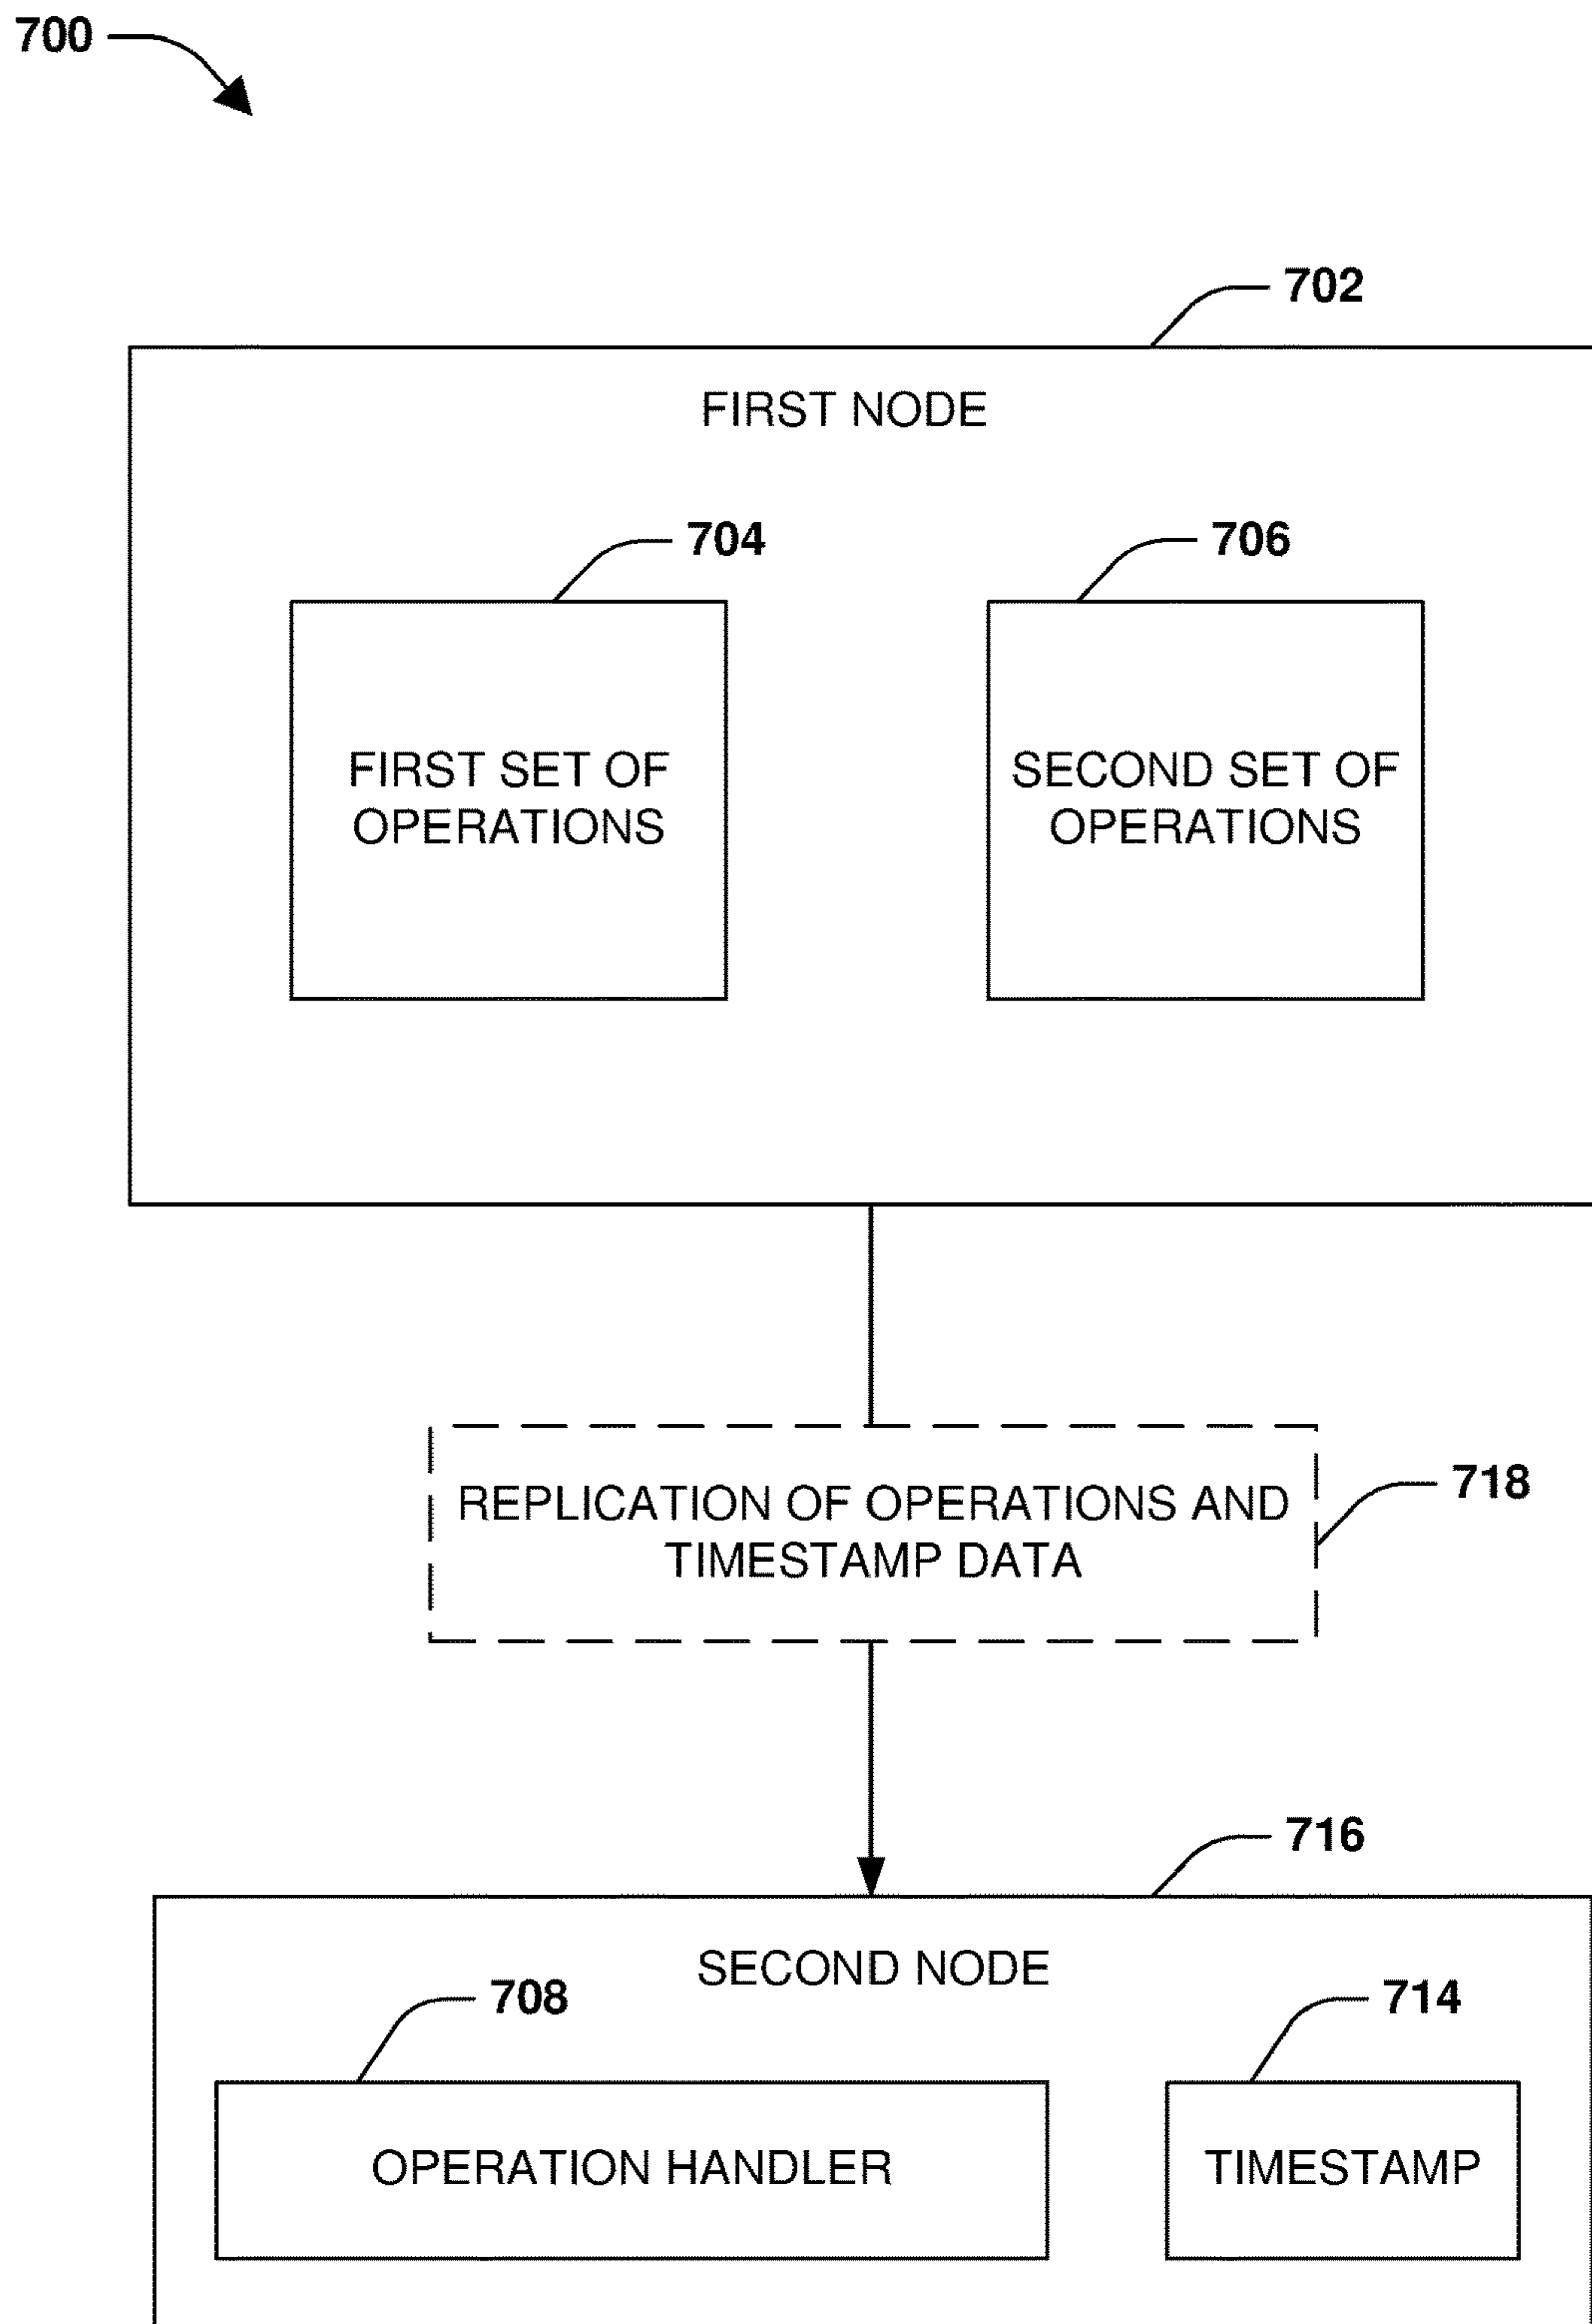 700
702
FIRST NODE
704
706
FIRST SET OF
OPERATIONS
SECOND SET OF
OPERATIONS
REPLICATION OF OPERATIONS AND
TIMESTAMP DATA
718
716
SECOND NODE
708
714
OPERATION HANDLER
TIMESTAMP